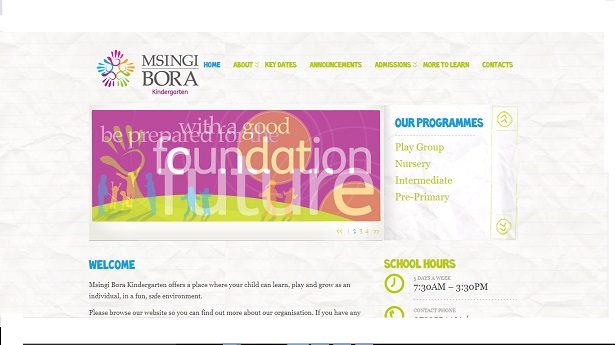 MSINGI
BORA
Kindergarten
HOME ABOUT KEY DATES ANNOUNCEMENTS ADMISSIONS MORE TO LEARN CONTACTS
with a good
be prepared for the
foundation
future
OUR PROGRAMMES
Play Group
Nursery
Intermediate
Pre-Primary
WELCOME
Msingi Bora Kindergarten offers a place where your child can learn, play and grow as an
individual, in a fun, safe environment.
Please browse our website so you can find out more about our organisation. If you have any
SCHOOL HOURS
5 DAYS A WEEK
7:30AM – 3:30PM
CONTACT PHONE